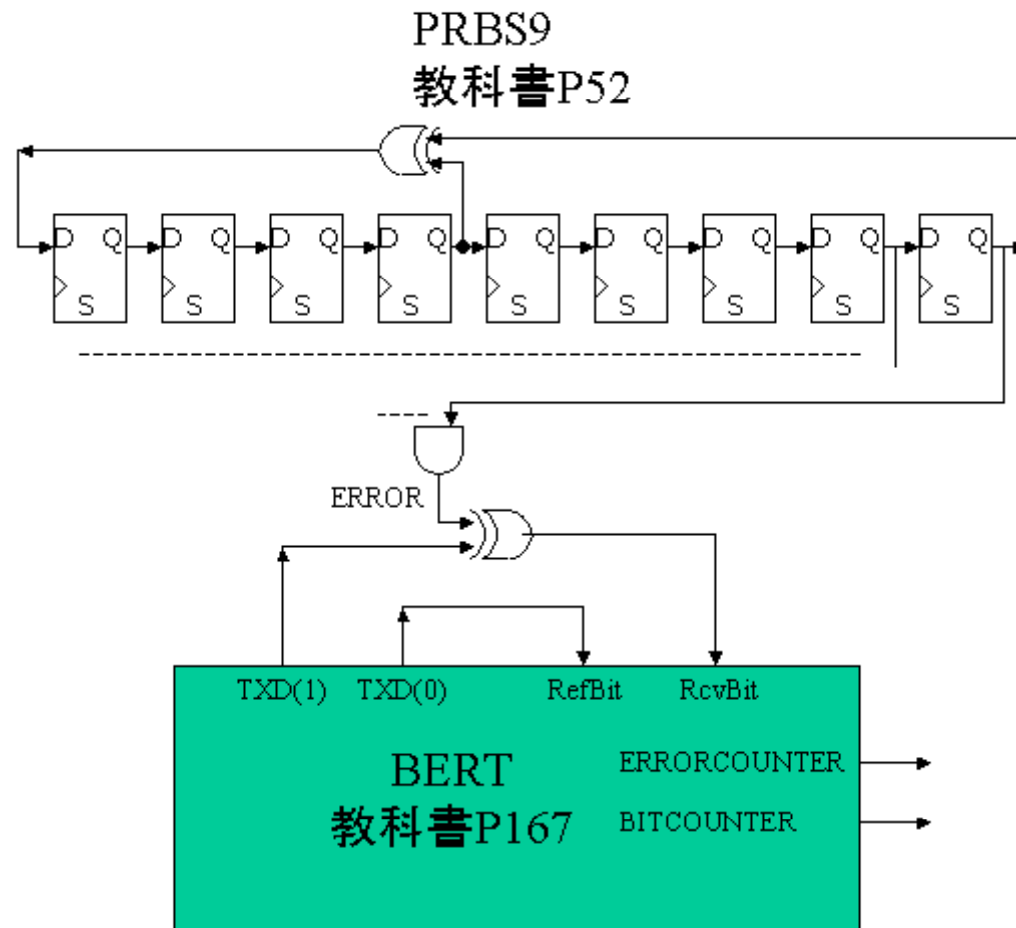 PRBS9
教科書P52
D Q D Q D Q D Q D Q D Q D Q D Q D Q
S S S S S S S S S
ERROR
TXD(1) TXD(0) RefBit RcvBit
BERT
教科書P167
ERRORCOUNTER
BITCOUNTER